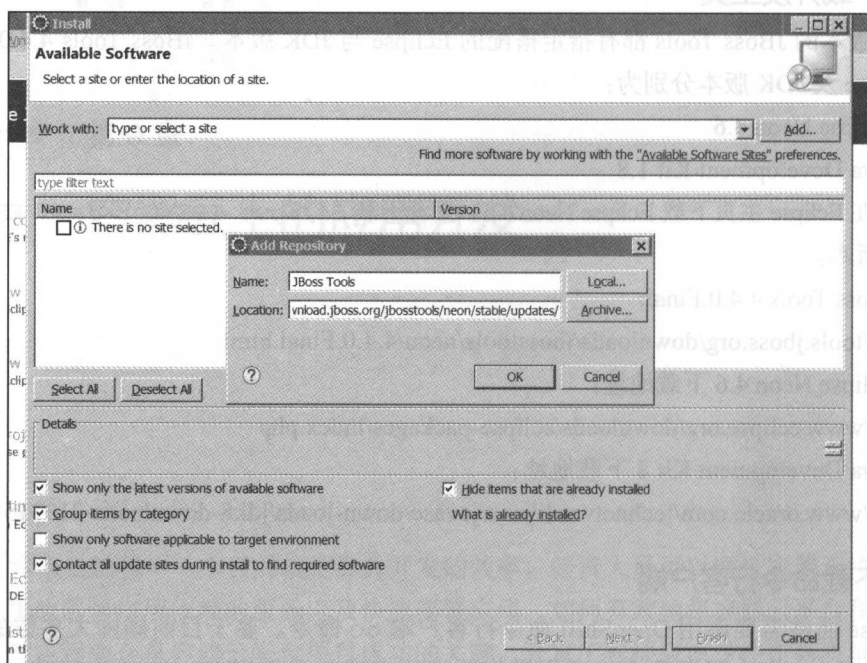 Install
Available Software
Select a site or enter the location of a site.
Work with: type or select a site Add...
Find more software by working with the "Available Software Sites" preferences.
type filter text
Name Version
There is no site selected.
Add Repository
Name: JBoss Tools Local...
Location: vnload.jboss.org/jbosstools/neon/stable/updates/ Archive...
OK Cancel
Select All Deselect All
Details
Show only the latest versions of available software Hide items that are already installed
Group items by category What is already installed?
Show only software applicable to target environment
Contact all update sites during install to find required software
< Back Next > Finish Cancel